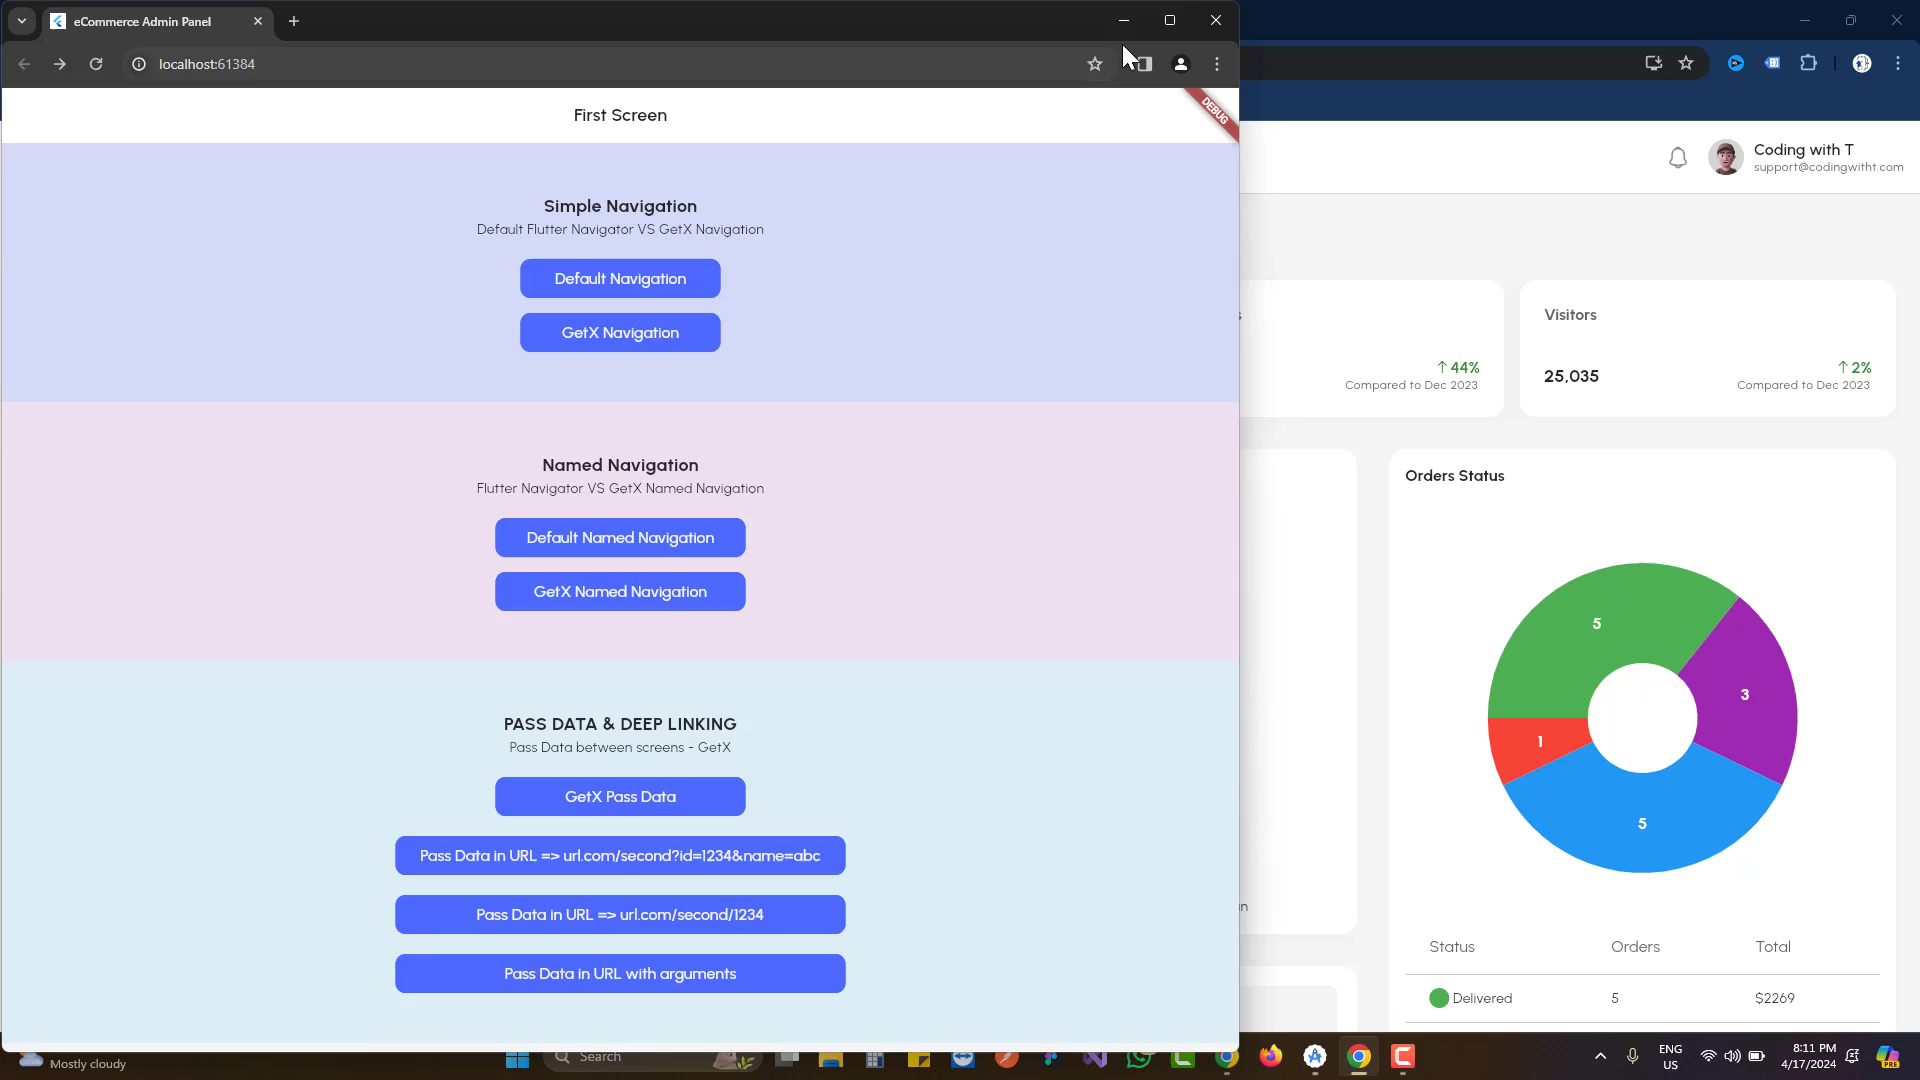 eCommerce Admin Panel
localhost:61384
First Screen
DEBUG
Simple Navigation
Default Flutter Navigator VS GetX Navigation
Default Navigation
GetX Navigation
Named Navigation
Flutter Navigator VS GetX Named Navigation
Default Named Navigation
GetX Named Navigation
PASS DATA & DEEP LINKING
Pass Data between screens - GetX
GetX Pass Data
Pass Data in URL => url.com/second?id=1234&name=abc
Pass Data in URL => url.com/second/1234
Pass Data in URL with arguments
Coding with T
support@codingwitht.com
44%
Compared to Dec 2023
Visitors
25,035
2%
Compared to Dec 2023
Orders Status
5
3
1
5
Status Orders Total
Delivered 5 $2269
Mostly cloudy
Search
ENG
US
8:11 PM
4/17/2024
PRE